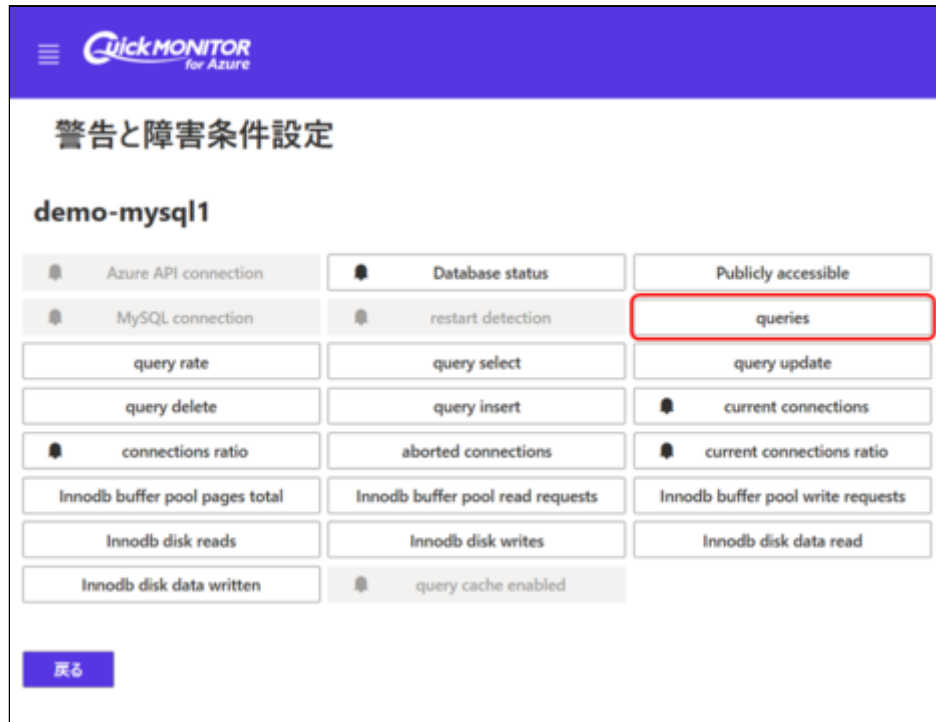 QuickMONITOR
for Azure
警告と障害条件設定
demo-mysql1
Azure API connection Database status Publicly accessible
MySQL connection restart detection queries
query rate query select query update
query delete query insert current connections
connections ratio aborted connections current connections ratio
Innodb buffer pool pages total Innodb buffer pool read requests Innodb buffer pool write requests
Innodb disk reads Innodb disk writes Innodb disk data read
Innodb disk data written query cache enabled
戻る